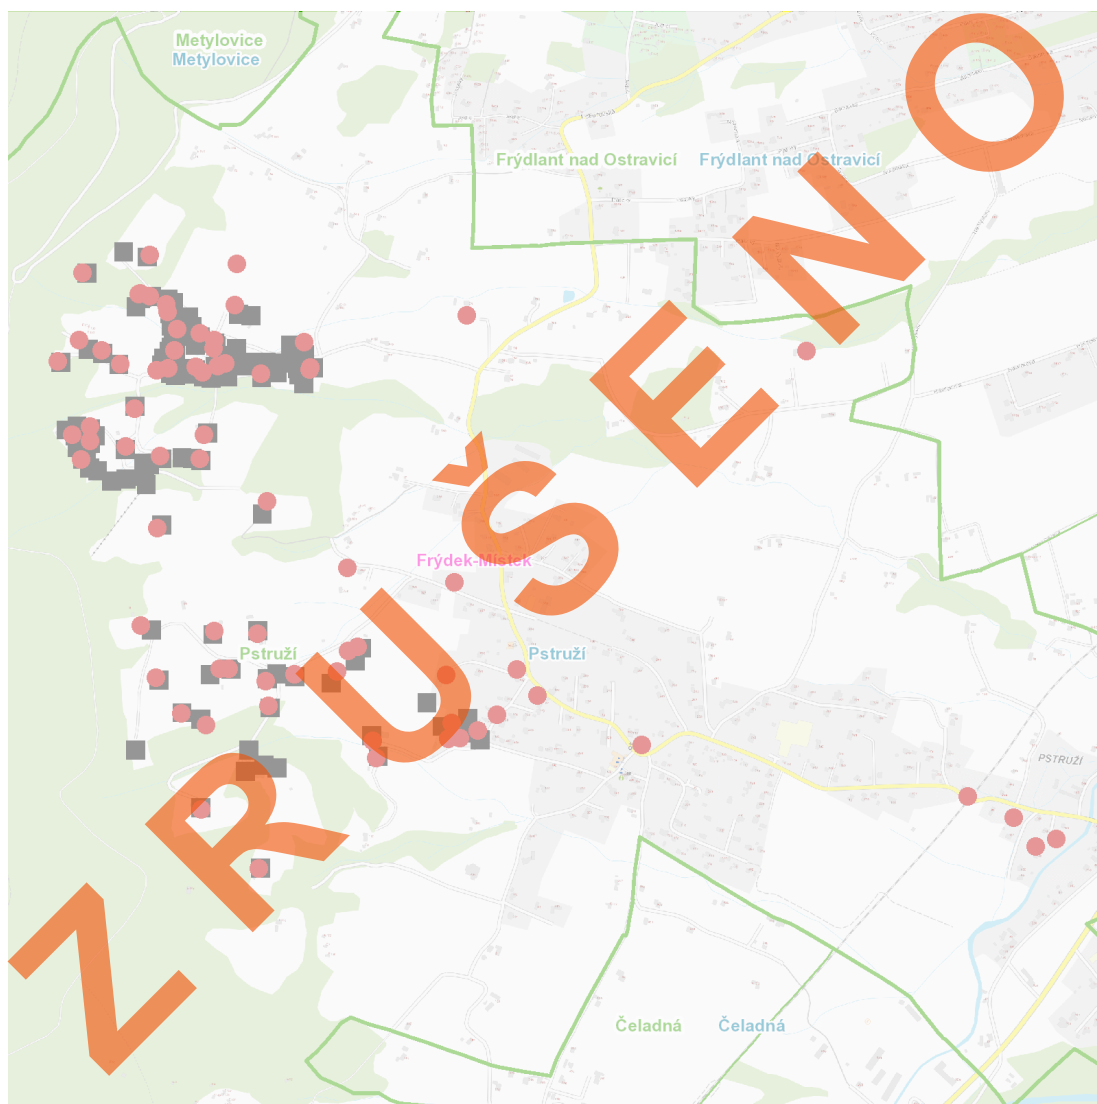 Metylovice
Metylovice
Frýdlant nad Ostravicí
Frýdlant nad Ostravicí
Frýdek-Místek
Pstruží
Pstruží
PSTRUŽÍ
Čeladná
Čeladná
ZRUŠENO